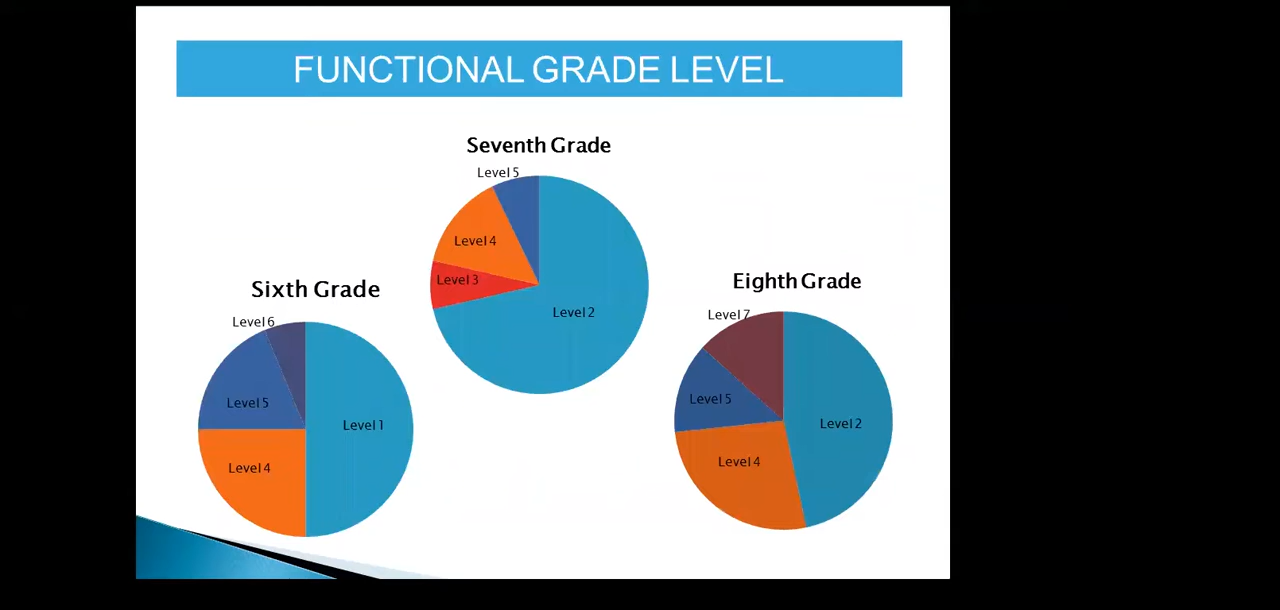 FUNCTIONAL GRADE LEVEL
Seventh Grade
Level 5
Level 4
Level 3
Level 2
Sixth Grade
Level 6
Level 5
Level 1
Level 4
Eighth Grade
Level 7
Level 5
Level 2
Level 4